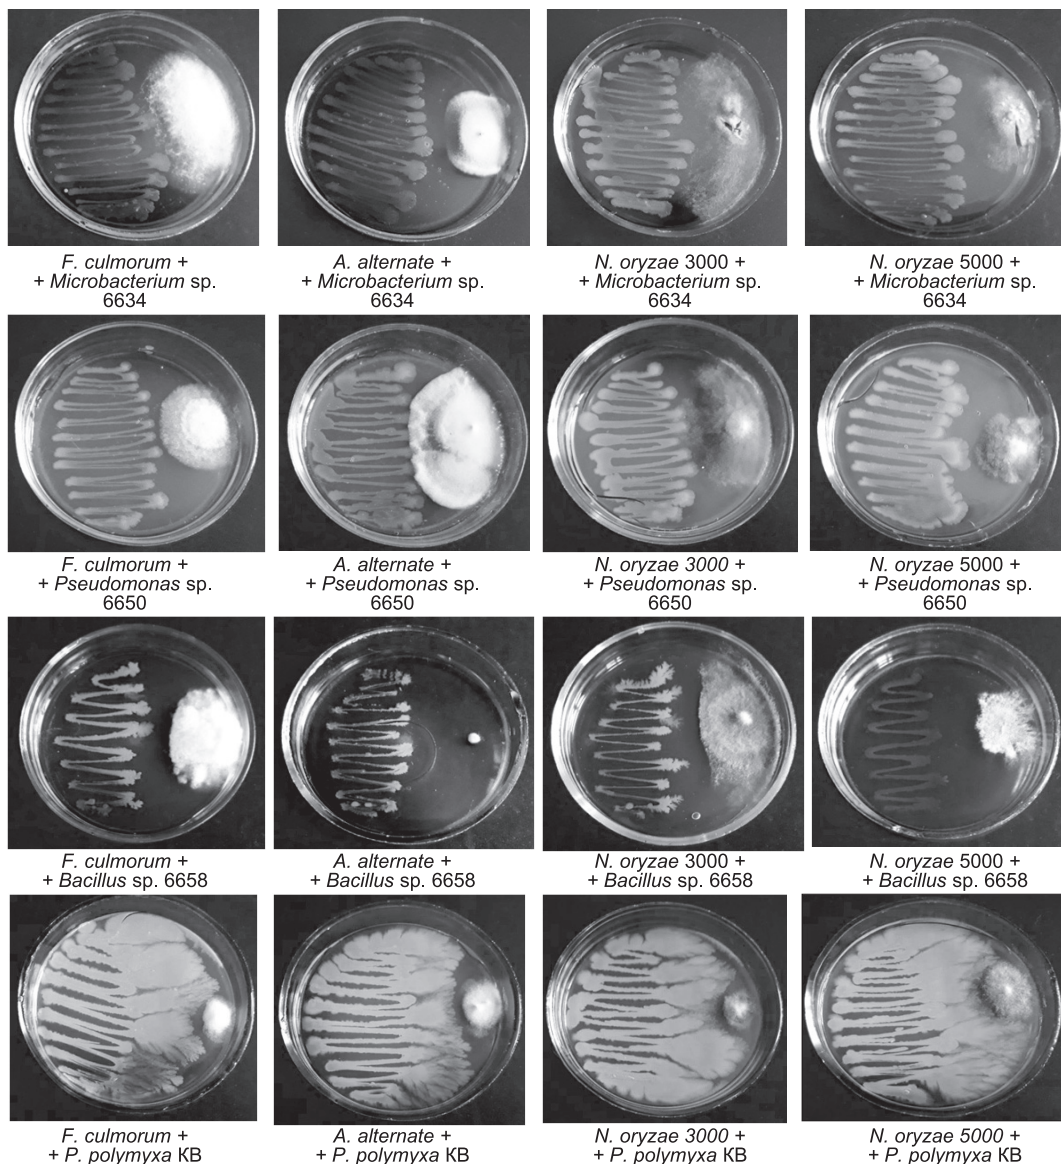 F. culmorum +
+ Microbacterium sp.
6634
A. alternate +
+ Microbacterium sp.
6634
N. oryzae 3000 +
+ Microbacterium sp.
6634
N. oryzae 5000 +
+ Microbacterium sp.
6634
F. culmorum +
+ Pseudomonas sp.
6650
A. alternate +
+ Pseudomonas sp.
6650
N. oryzae 3000 +
+ Pseudomonas sp.
6650
N. oryzae 5000 +
+ Pseudomonas sp.
6650
F. culmorum +
+ Bacillus sp. 6658
A. alternate +
+ Bacillus sp. 6658
N. oryzae 3000 +
+ Bacillus sp. 6658
N. oryzae 5000 +
+ Bacillus sp. 6658
F. culmorum +
+ P. polymyxa КВ
A. alternate +
+ P. polymyxa КВ
N. oryzae 3000 +
+ P. polymyxa КВ
N. oryzae 5000 +
+ P. polymyxa КВ